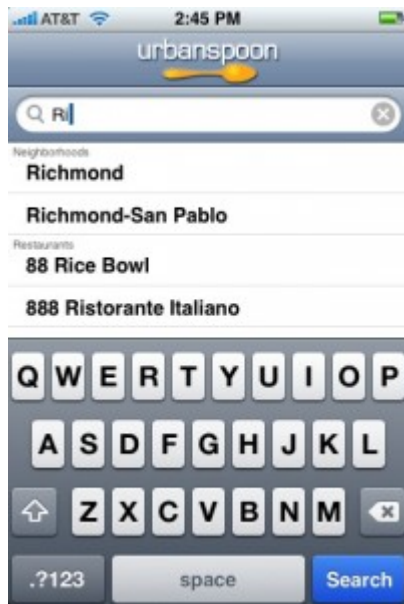 AT&T 2:45 PM
urbanspoon
Ri
Neighborhoods
Richmond
Richmond-San Pablo
Restaurants
88 Rice Bowl
888 Ristorante Italiano
Q W E R T Y U I O P
A S D F G H J K L
Z X C V B N M
.?123 space Search